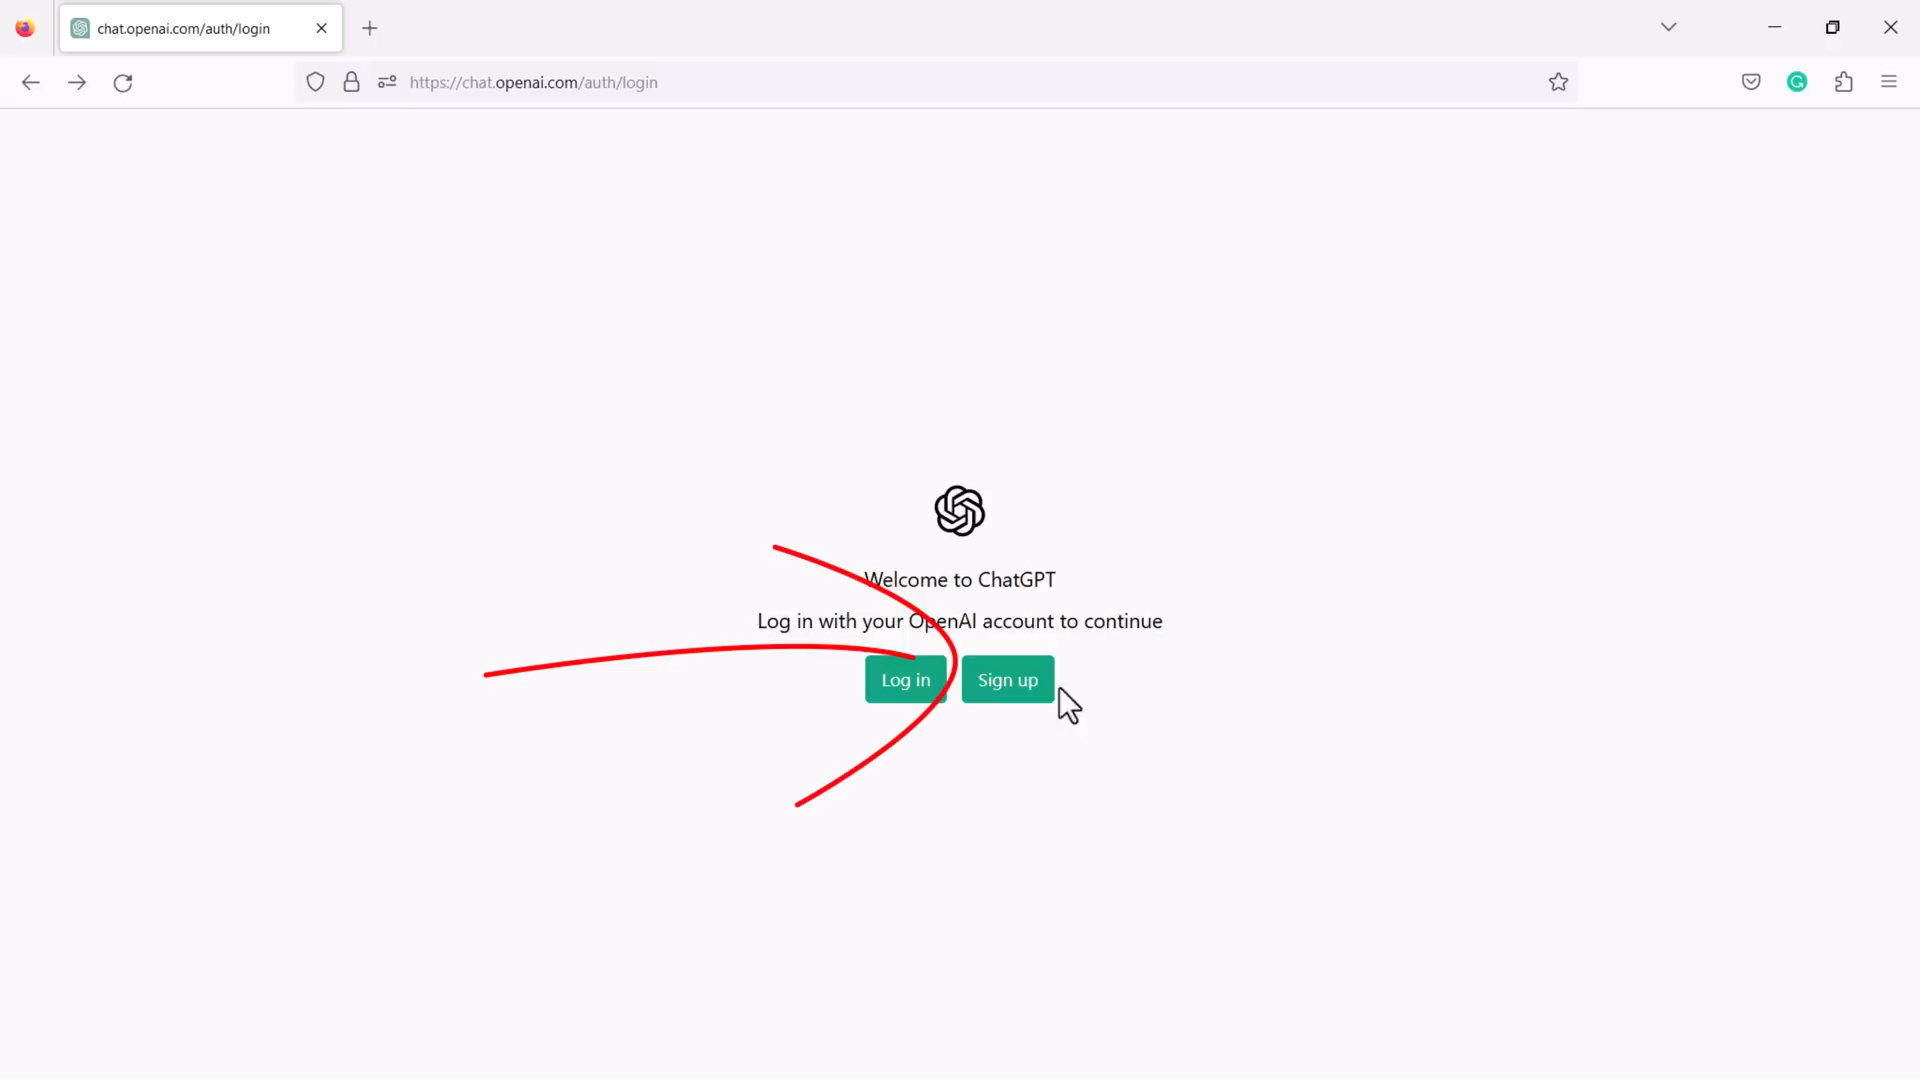 chat.openai.com/auth/login
https://chat.openai.com/auth/login
Welcome to ChatGPT
Log in with your OpenAI account to continue
Log in
Sign up